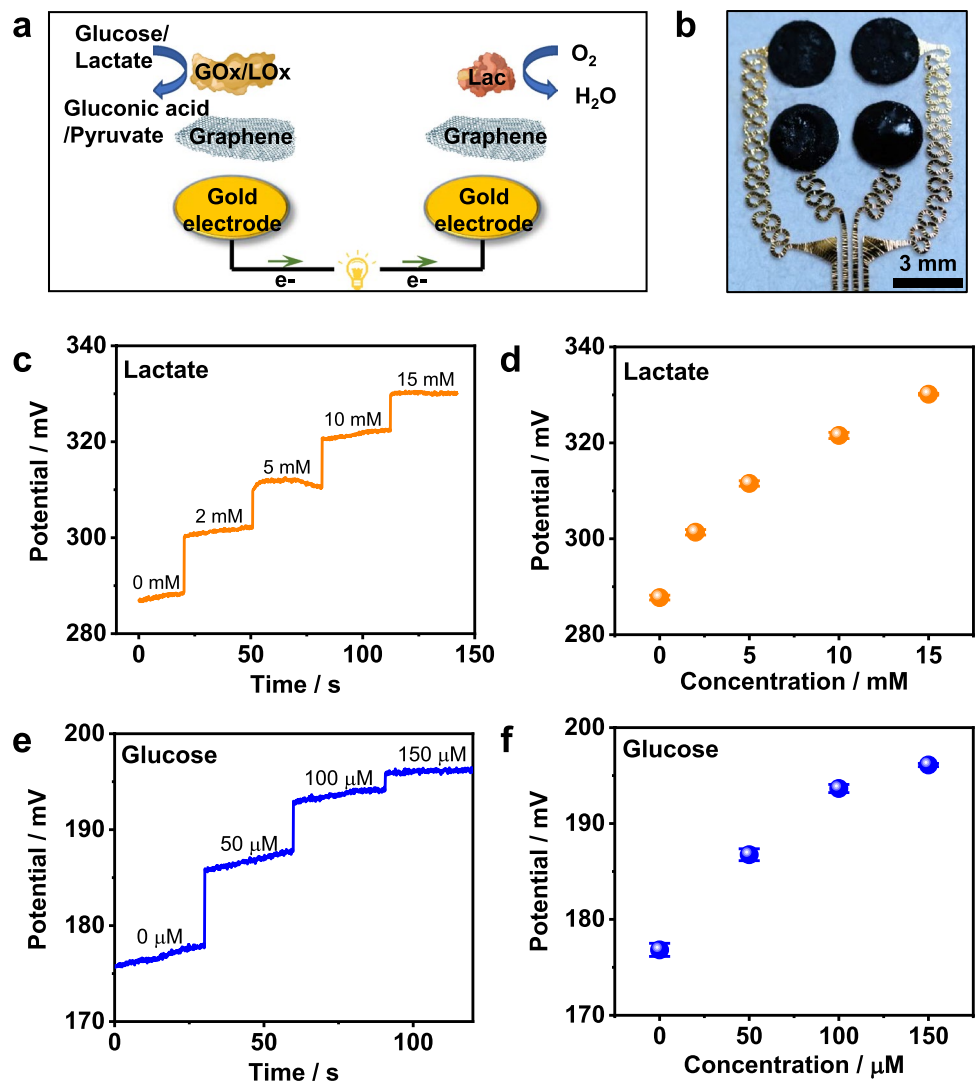 a
Glucose/
Lactate
GOx/LOx
Gluconic acid
/Pyruvate
Graphene
Gold
electrode
e-
Lac
O2
H2O
Graphene
Gold
electrode
e-
b
3 mm
c
Lactate
340
320
300
280
Potential / mV
0 mM
2 mM
5 mM
10 mM
15 mM
0
50
100
150
Time / s
d
Lactate
340
320
300
280
Potential / mV
0
5
10
15
Concentration / mM
e
Glucose
200
190
180
170
Potential / mV
0 μM
50 μM
100 μM
150 μM
0
50
100
Time / s
f
Glucose
200
190
180
170
Potential / mV
0
50
100
150
Concentration / μM